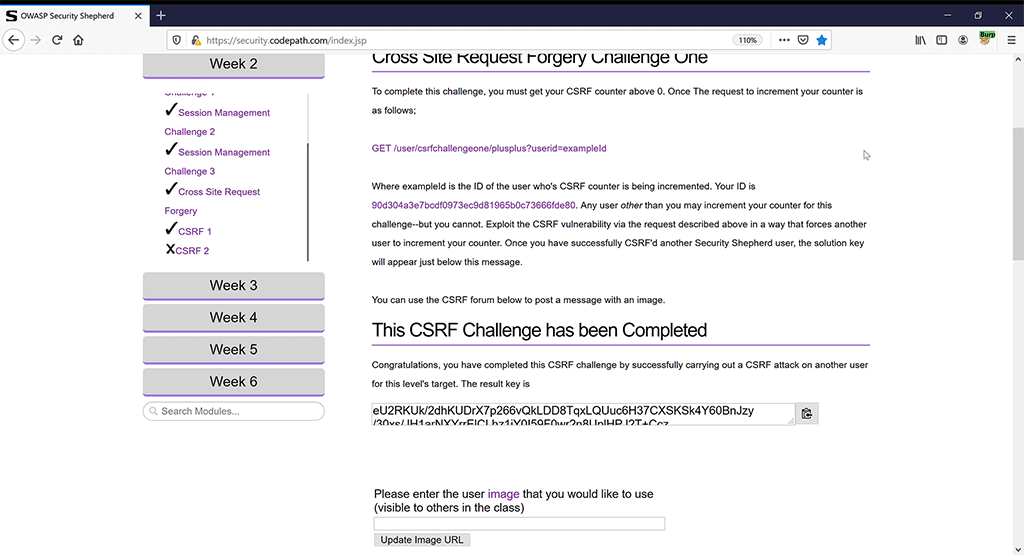 OWASP Security Shepherd
https://security.codepath.com/index.jsp
110%
Burp
Week 2
Challenge 1
Session Management
Challenge 2
Session Management
Challenge 3
Cross Site Request
Forgery
CSRF 1
CSRF 2
Week 3
Week 4
Week 5
Week 6
Search Modules...
Cross Site Request Forgery Challenge One
To complete this challenge, you must get your CSRF counter above 0. Once The request to increment your counter is
as follows;
GET /user/csrfchallengeone/plusplus?userid=exampleId
Where exampleId is the ID of the user who's CSRF counter is being incremented. Your ID is
90d304a3e7bcdf0973ec9d81965b0c73666fde80. Any user other than you may increment your counter for this
challenge--but you cannot. Exploit the CSRF vulnerability via the request described above in a way that forces another
user to increment your counter. Once you have successfully CSRF'd another Security Shepherd user, the solution key
will appear just below this message.
You can use the CSRF forum below to post a message with an image.
This CSRF Challenge has been Completed
Congratulations, you have completed this CSRF challenge by successfully carrying out a CSRF attack on another user
for this level's target. The result key is
eU2RKUk/2dhKUDrX7p266vQkLDD8TqxLQUuc6H37CXSKSk4Y60BnJzy
Please enter the user image that you would like to use
(visible to others in the class)
Update Image URL